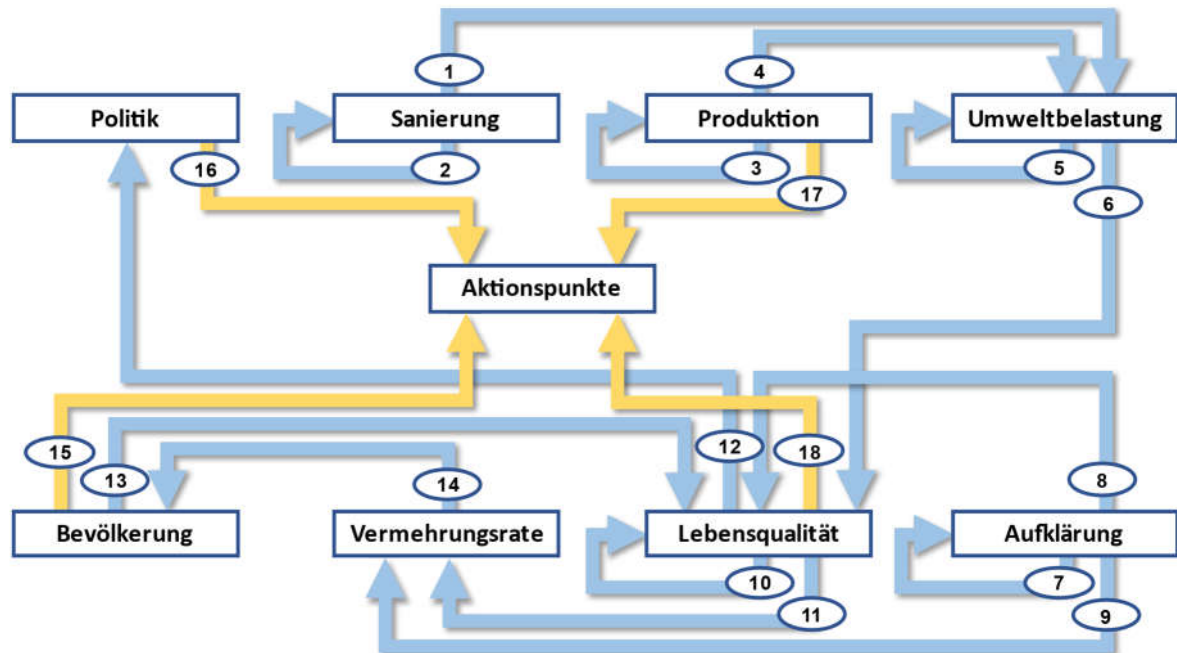 1
4
Politik
Sanierung
Produktion
Umweltbelastung
16
2
3
5
17
6
Aktionspunkte
15
13
14
12
18
8
Bevölkerung
Vermehrungsrate
Lebensqualität
Aufklärung
10
7
11
9